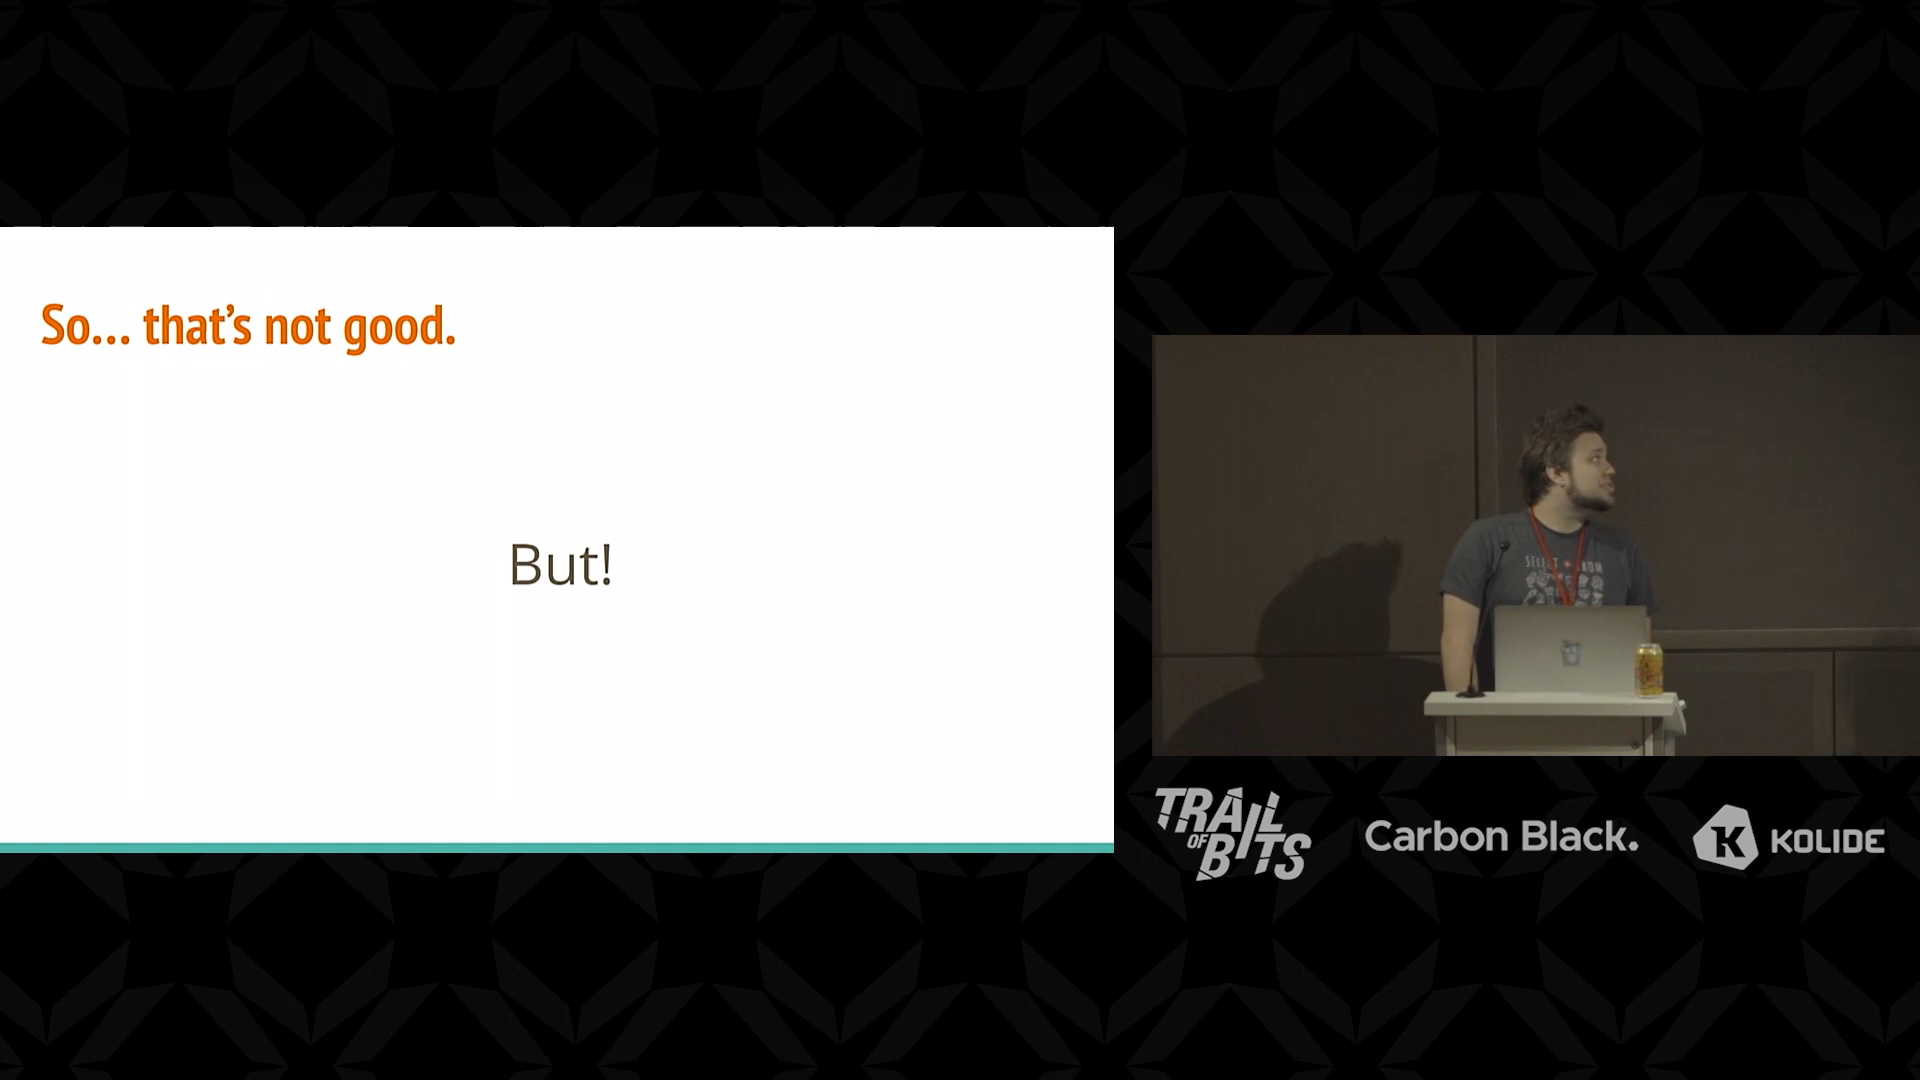 So... that's not good.
But!
TRAIL
OF
BITS
Carbon Black.
KOLIDE